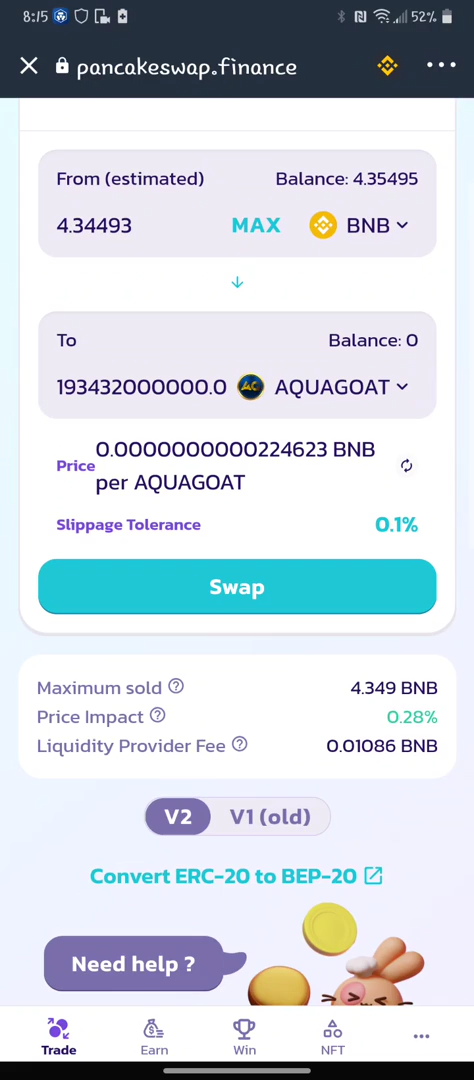 8:15
52%
pancakeswap.finance
From (estimated) Balance: 4.35495
4.34493 MAX BNB
To Balance: 0
193432000000.0 AQUAGOAT
Price 0.0000000000224623 BNB
per AQUAGOAT
Slippage Tolerance 0.1%
Swap
Maximum sold 4.349 BNB
Price Impact 0.28%
Liquidity Provider Fee 0.01086 BNB
V2 V1 (old)
Convert ERC-20 to BEP-20
Need help ?
Trade Earn Win NFT